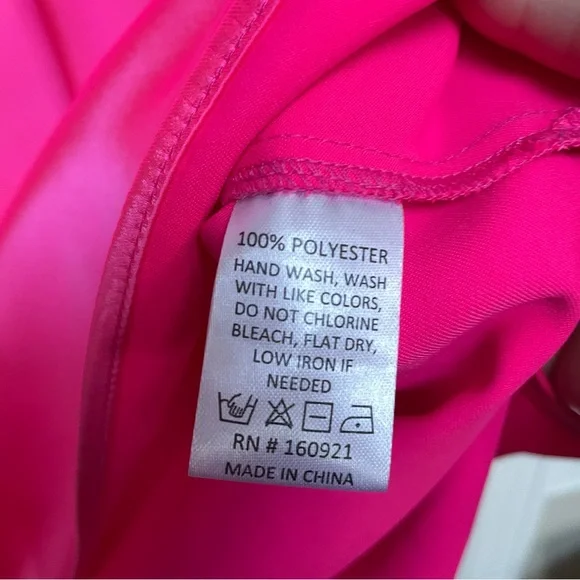 100% POLYESTER
HAND WASH, WASH
WITH LIKE COLORS,
DO NOT CHLORINE
BLEACH, FLAT DRY,
LOW IRON IF
NEEDED
RN # 160921
MADE IN CHINA